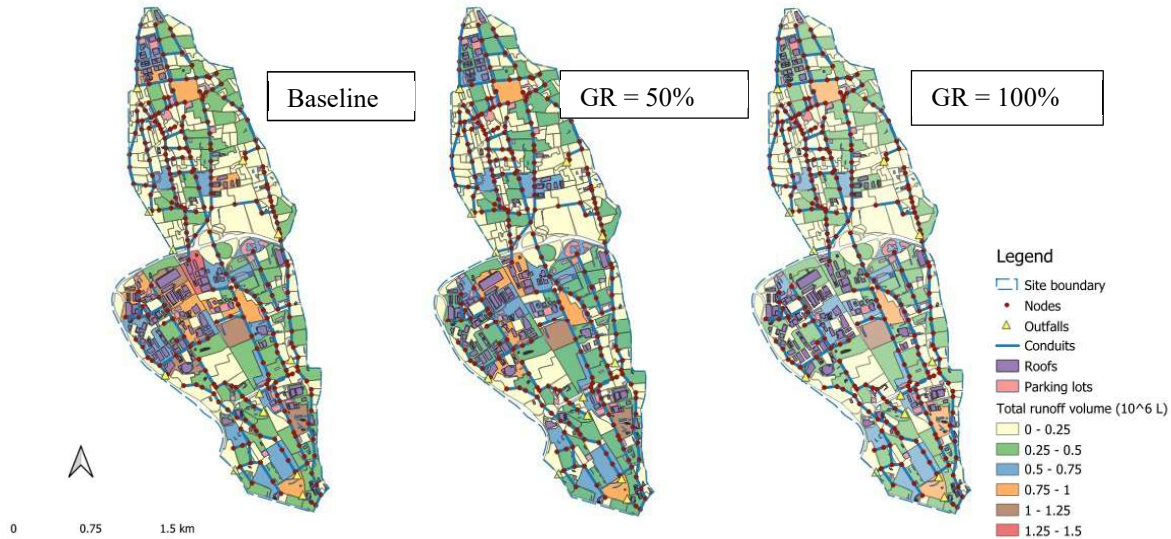 Baseline
GR = 50%
GR = 100%
Legend
Site boundary
Nodes
Outfalls
Conduits
Roofs
Parking lots
Total runoff volume (10^6 L)
0 - 0.25
0.25 - 0.5
0.5 - 0.75
0.75 - 1
1 - 1.25
1.25 - 1.5
0 0.75 1.5 km